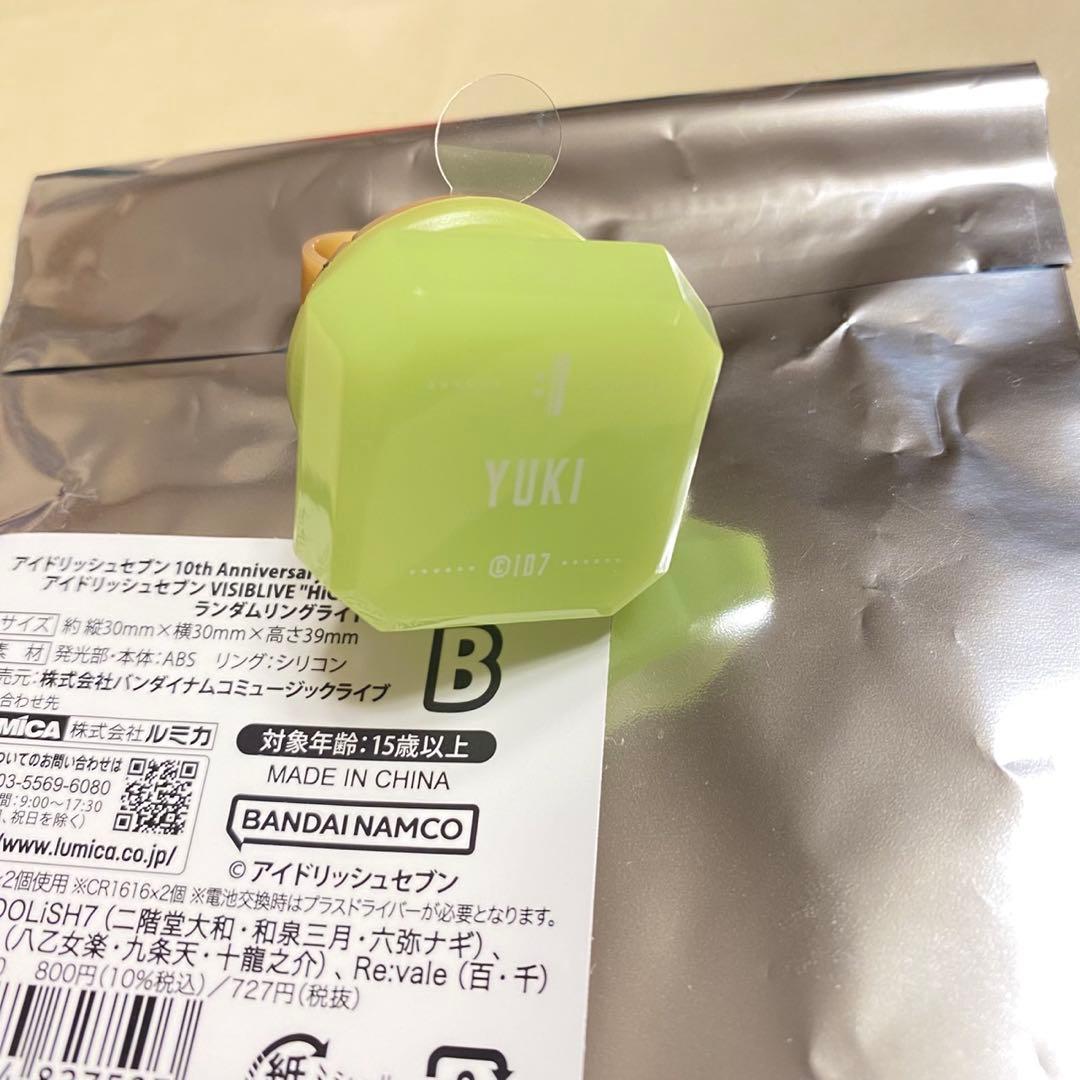 YUKI
©ID7
アイドリッシュセブン 10th Anniversary
アイドリッシュセブン VISIBLIVE
ランダムリングライト
サイズ 約 縦30mm×横30mm×高さ39mm
素 材 発光部・本体:ABS リング:シリコン
売元:株式会社バンダイナムコミュージックライブ
合わせ先
B
株式会社ルミカ
対象年齢:15歳以上
ついてのお問い合わせは
03-5569-6080
間:9:00〜17:30
祝日を除く)
MADE IN CHINA
BANDAI NAMCO
/www.lumica.co.jp/
© アイドリッシュセブン
×2個使用 ※CR1616×2個 ※電池交換時はプラスドライバーが必要となります。
DOLiSH7 (二階堂大和・和泉三月・六弥ナギ)、
(八乙女楽・九条天・十龍之介)、Re:vale (百・千)
800円(10%税込)/727円(税抜)
紙